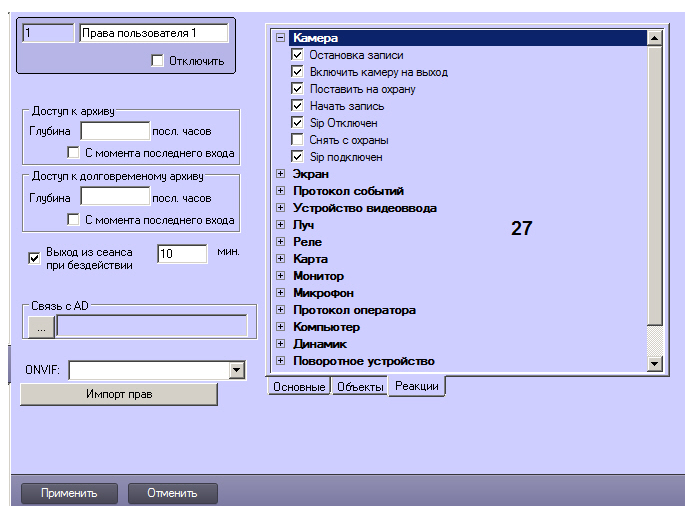 1 Права пользователя 1
Отключить
Доступ к архиву
Глубина посл. часов
С момента последнего входа
Доступ к долговременому архиву
Глубина посл. часов
С момента последнего входа
Выход из сеанса при бездействии 10 мин.
Связь с AD
...
ONVIF:
Импорт прав
Камера
Остановка записи
Включить камеру на выход
Поставить на охрану
Начать запись
Sip Отключен
Снять с охраны
Sip подключен
Экран
Протокол событий
Устройство видеоввода
Луч
27
Реле
Карта
Монитор
Микрофон
Протокол оператора
Компьютер
Динамик
Поворотное устройство
Основные Объекты Реакции
Применить Отменить